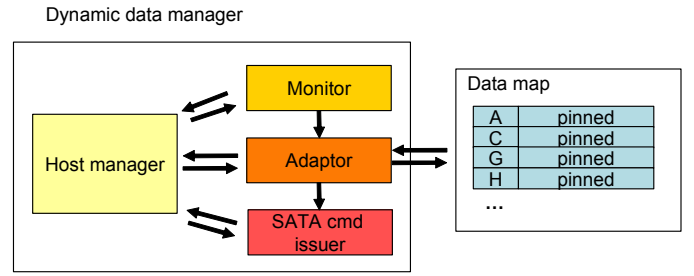 Dynamic data manager
Monitor
Data map
A pinned
C pinned
Host manager
Adaptor
G pinned
H pinned
...
SATA cmd
issuer